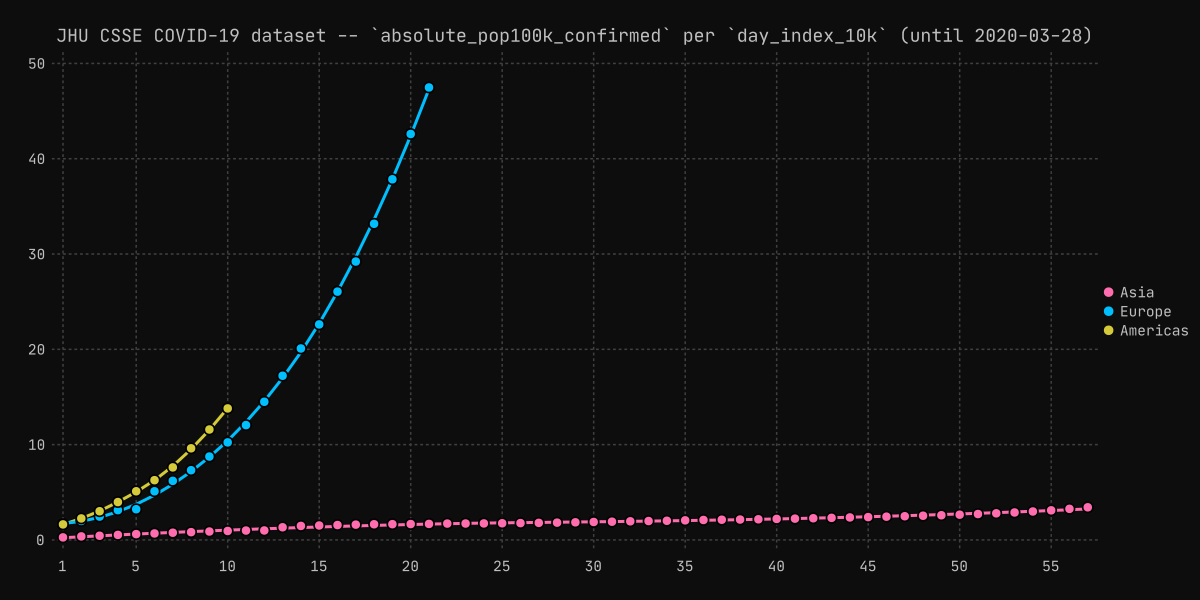 JHU CSSE COVID-19 dataset -- `absolute_pop100k_confirmed` per `day_index_10k` (until 2020-03-28)
50
40
30
20
10
0
1 5 10 15 20 25 30 35 40 45 50 55
Asia
Europe
Americas